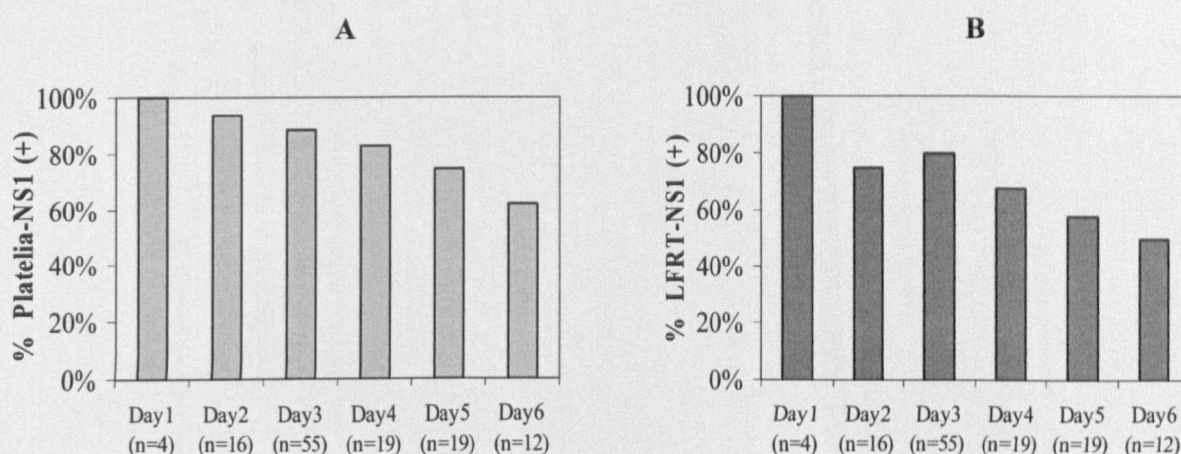 A
% Platelia-NS1 (+)
100%
80%
60%
40%
20%
0%
Day1 Day2 Day3 Day4 Day5 Day6
(n=4) (n=16) (n=55) (n=19) (n=19) (n=12)
B
% LFRT-NS1 (+)
100%
80%
60%
40%
20%
0%
Day1 Day2 Day3 Day4 Day5 Day6
(n=4) (n=16) (n=55) (n=19) (n=19) (n=12)